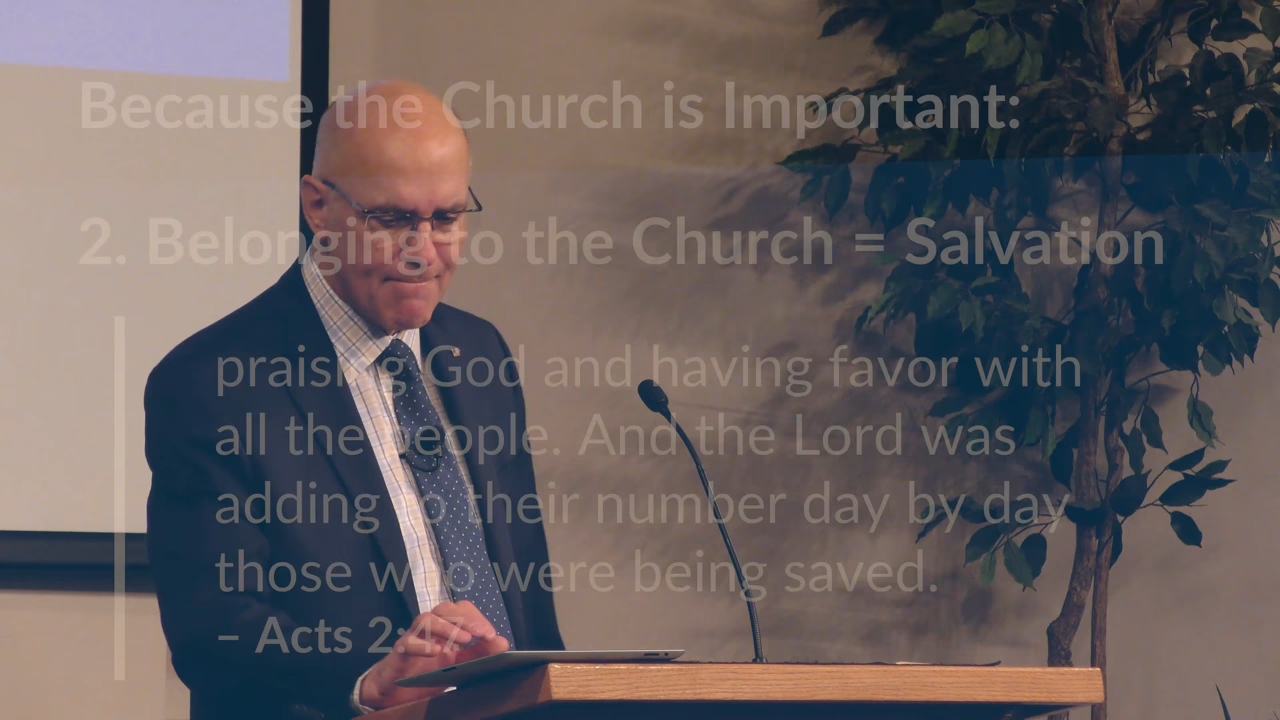 Because the Church is Important:
2. Belonging to the Church = Salvation
praising God and having favor with
all the people. And the Lord was
adding to their number day by day
those who were being saved.
– Acts 2:47